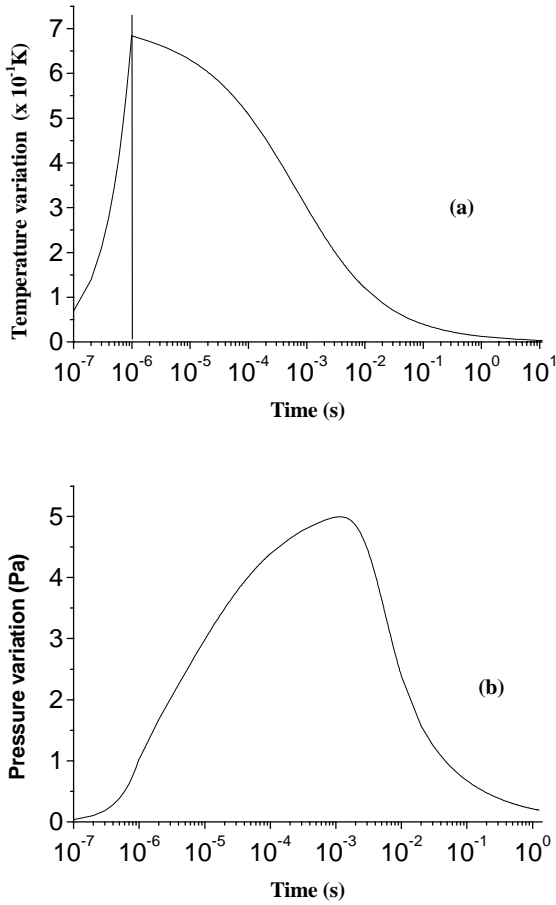 Temperature variation (x 10⁻¹K)
7
6
5
4
3
2
1
0
(a)
10⁻⁷ 10⁻⁶ 10⁻⁵ 10⁻⁴ 10⁻³ 10⁻² 10⁻¹ 10⁰ 10¹
Time (s)
Pressure variation (Pa)
5
4
3
2
1
0
(b)
10⁻⁷ 10⁻⁶ 10⁻⁵ 10⁻⁴ 10⁻³ 10⁻² 10⁻¹ 10⁰
Time (s)